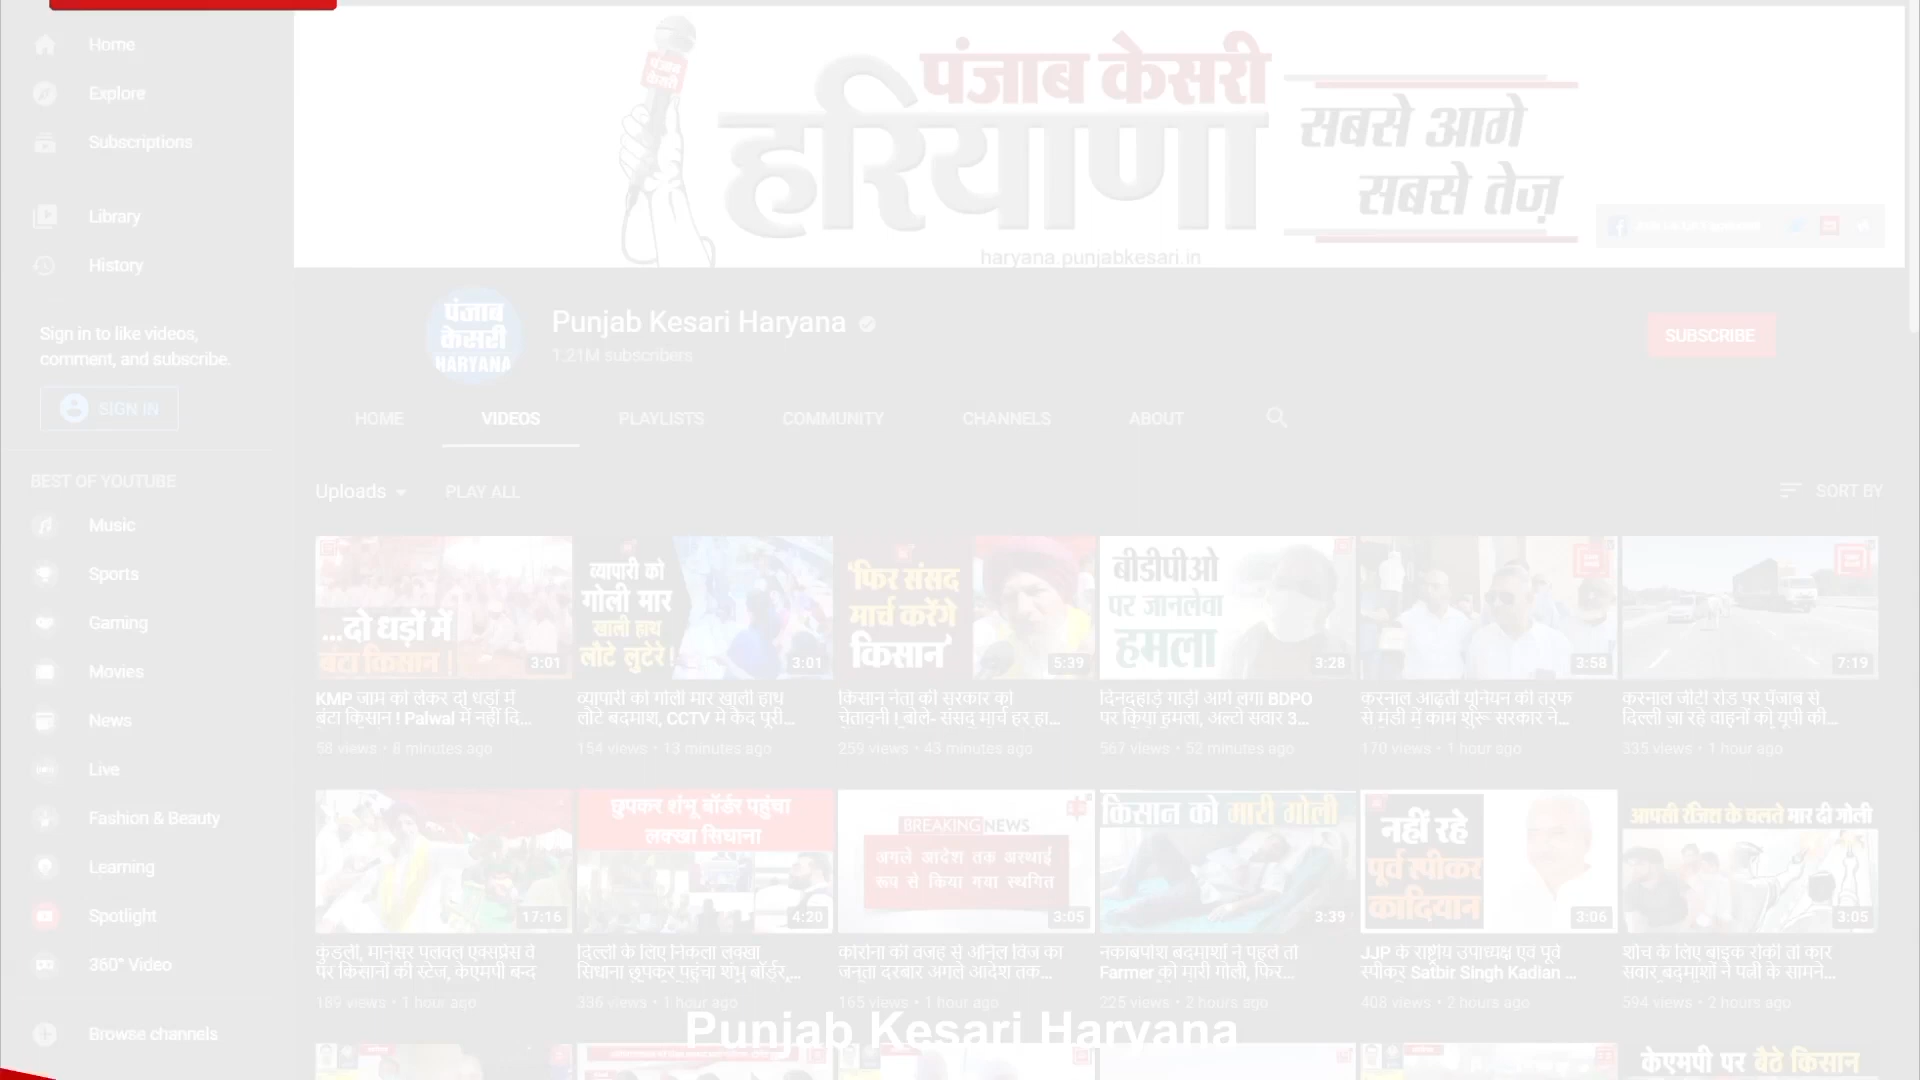 Home
Explore
Subscriptions
Library
History
Sign in to like videos,
comment, and subscribe.
SIGN IN
BEST OF YOUTUBE
Music
Sports
Gaming
Movies
News
Live
Fashion & Beauty
Learning
Spotlight
360° Video
Browse channels
पंजाब
केसरी
पंजाब केसरी
हरियाणा
सबसे आगे
सबसे तेज़
haryana.punjabkesari.in
पंजाब
केसरी
HARYANA
Punjab Kesari Haryana
1.21M subscribers
SUBSCRIBE
HOME
VIDEOS
PLAYLISTS
COMMUNITY
CHANNELS
ABOUT
Uploads
PLAY ALL
SORT BY
...दो धड़ों में
बंटा किसान !
3:01
व्यापारी को
गोली मार
खाली हाथ
लौटे लुटेरे !
3:01
'फिर संसद
मार्च करेंगे
किसान'
5:39
बीडीपीओ
पर जानलेवा
हमला
3:28
3:58
7:19
KMP जाम को लेकर दो धड़ों में
बंटा किसान ! Palwal में नहीं दि...
58 views • 8 minutes ago
व्यापारी को गोली मार खाली हाथ
लौटे बदमाश, CCTV में कैद पूरी...
154 views • 13 minutes ago
किसान नेता की सरकार को
चेतावनी ! बोले- संसद मार्च हर हा...
259 views • 43 minutes ago
दिनदहाड़े गाड़ी आगे लगा BDPO
पर किया हमला, अल्टो सवार 3...
567 views • 52 minutes ago
करनाल आढ़ती यूनियन की तरफ
से मंडी में काम शुरू सरकार ने...
170 views • 1 hour ago
करनाल जीटी रोड पर पंजाब से
दिल्ली जा रहे वाहनों को यूपी की...
335 views • 1 hour ago
17:16
छुपकर शंभू बॉर्डर पहुंचा
लक्खा सिधाना
4:20
BREAKING NEWS
अगले आदेश तक अस्थाई
रूप से किया गया स्थगित
3:05
किसान को मारी गोली
3:39
नहीं रहे
पूर्व स्पीकर
कादियान
3:06
आपसी रंजिश के चलते मार दी गोली
3:05
कुंडली, मानेसर पलवल एक्सप्रेस वे
पर किसानों की स्टेज, केएमपी बन्द
189 views • 1 hour ago
दिल्ली के लिए निकला लक्खा
सिधाना छुपकर पहुंचा शंभू बॉर्डर,...
336 views • 1 hour ago
कोरोना की वजह से अनिल विज का
जनता दरबार अगले आदेश तक...
165 views • 1 hour ago
नकाबपोश बदमाशों ने पहले तो
Farmer को मारी गोली, फिर...
225 views • 2 hours ago
JJP के राष्ट्रीय उपाध्यक्ष एवं पूर्व
स्पीकर Satbir Singh Kadian ...
408 views • 2 hours ago
शौच के लिए बाइक रोकी तो कार
सवार बदमाशों ने पत्नी के सामने...
594 views • 2 hours ago
Punjab Kesari Haryana
केएमपी पर बैठे किसान